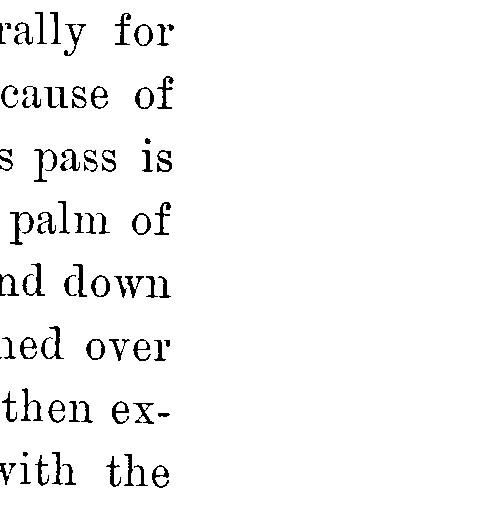 rally for
cause of
s pass is
palm of
nd down
ned over
then ex-
with the